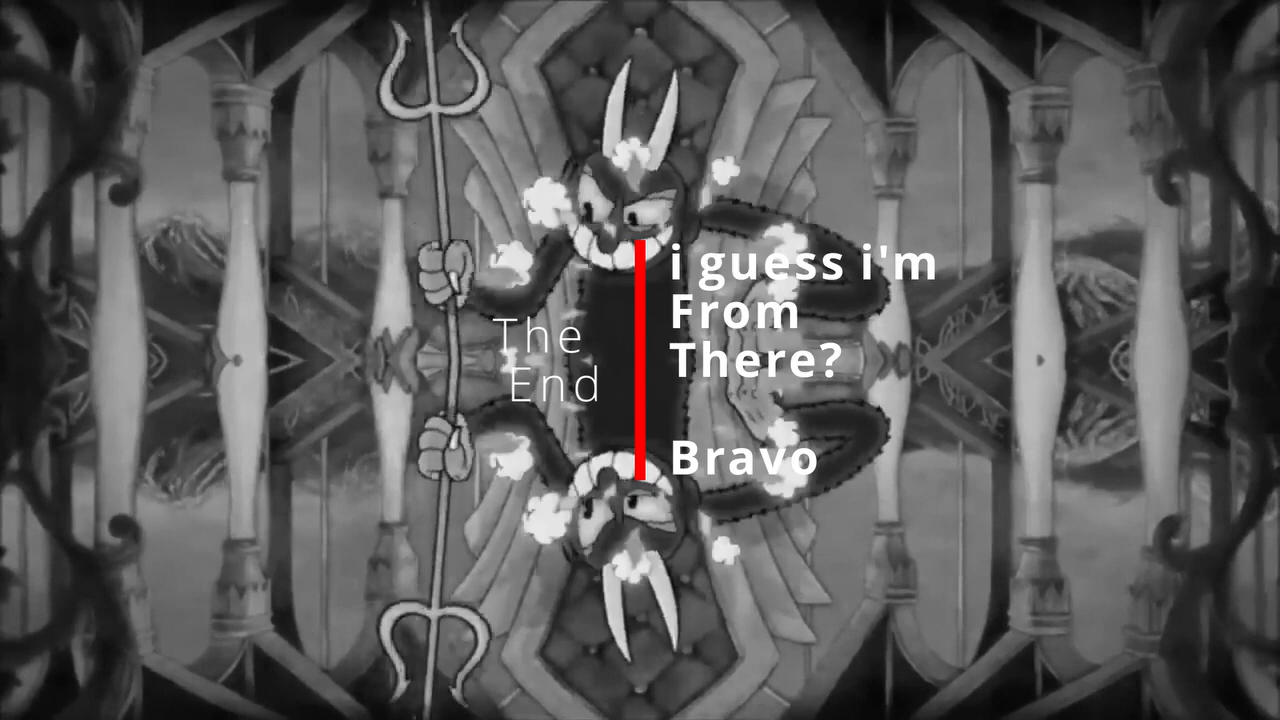 The
End
i guess i'm
From
There?
Bravo